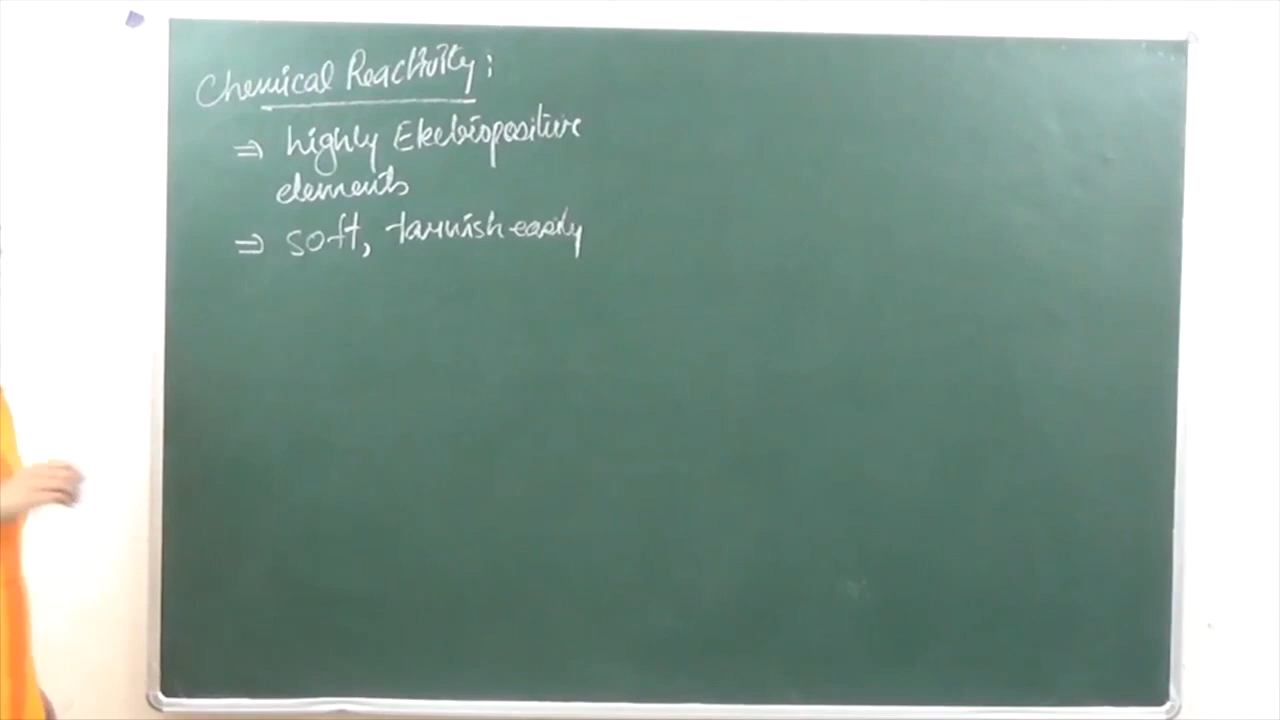 Chemical Reactivity:
⇒ highly Electropositive
elements
⇒ soft, tarnish easily